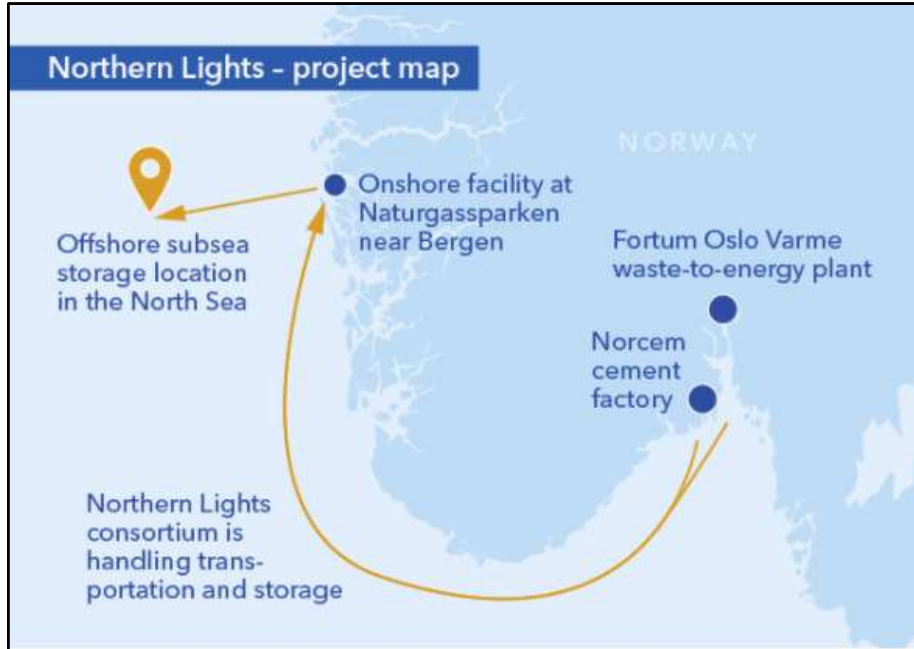 Northern Lights – project map
NORWAY
Onshore facility at
Naturgassparken
near Bergen
Offshore subsea
storage location
in the North Sea
Fortum Oslo Varme
waste-to-energy plant
Norcem
cement
factory
Northern Lights
consortium is
handling trans-
portation and storage